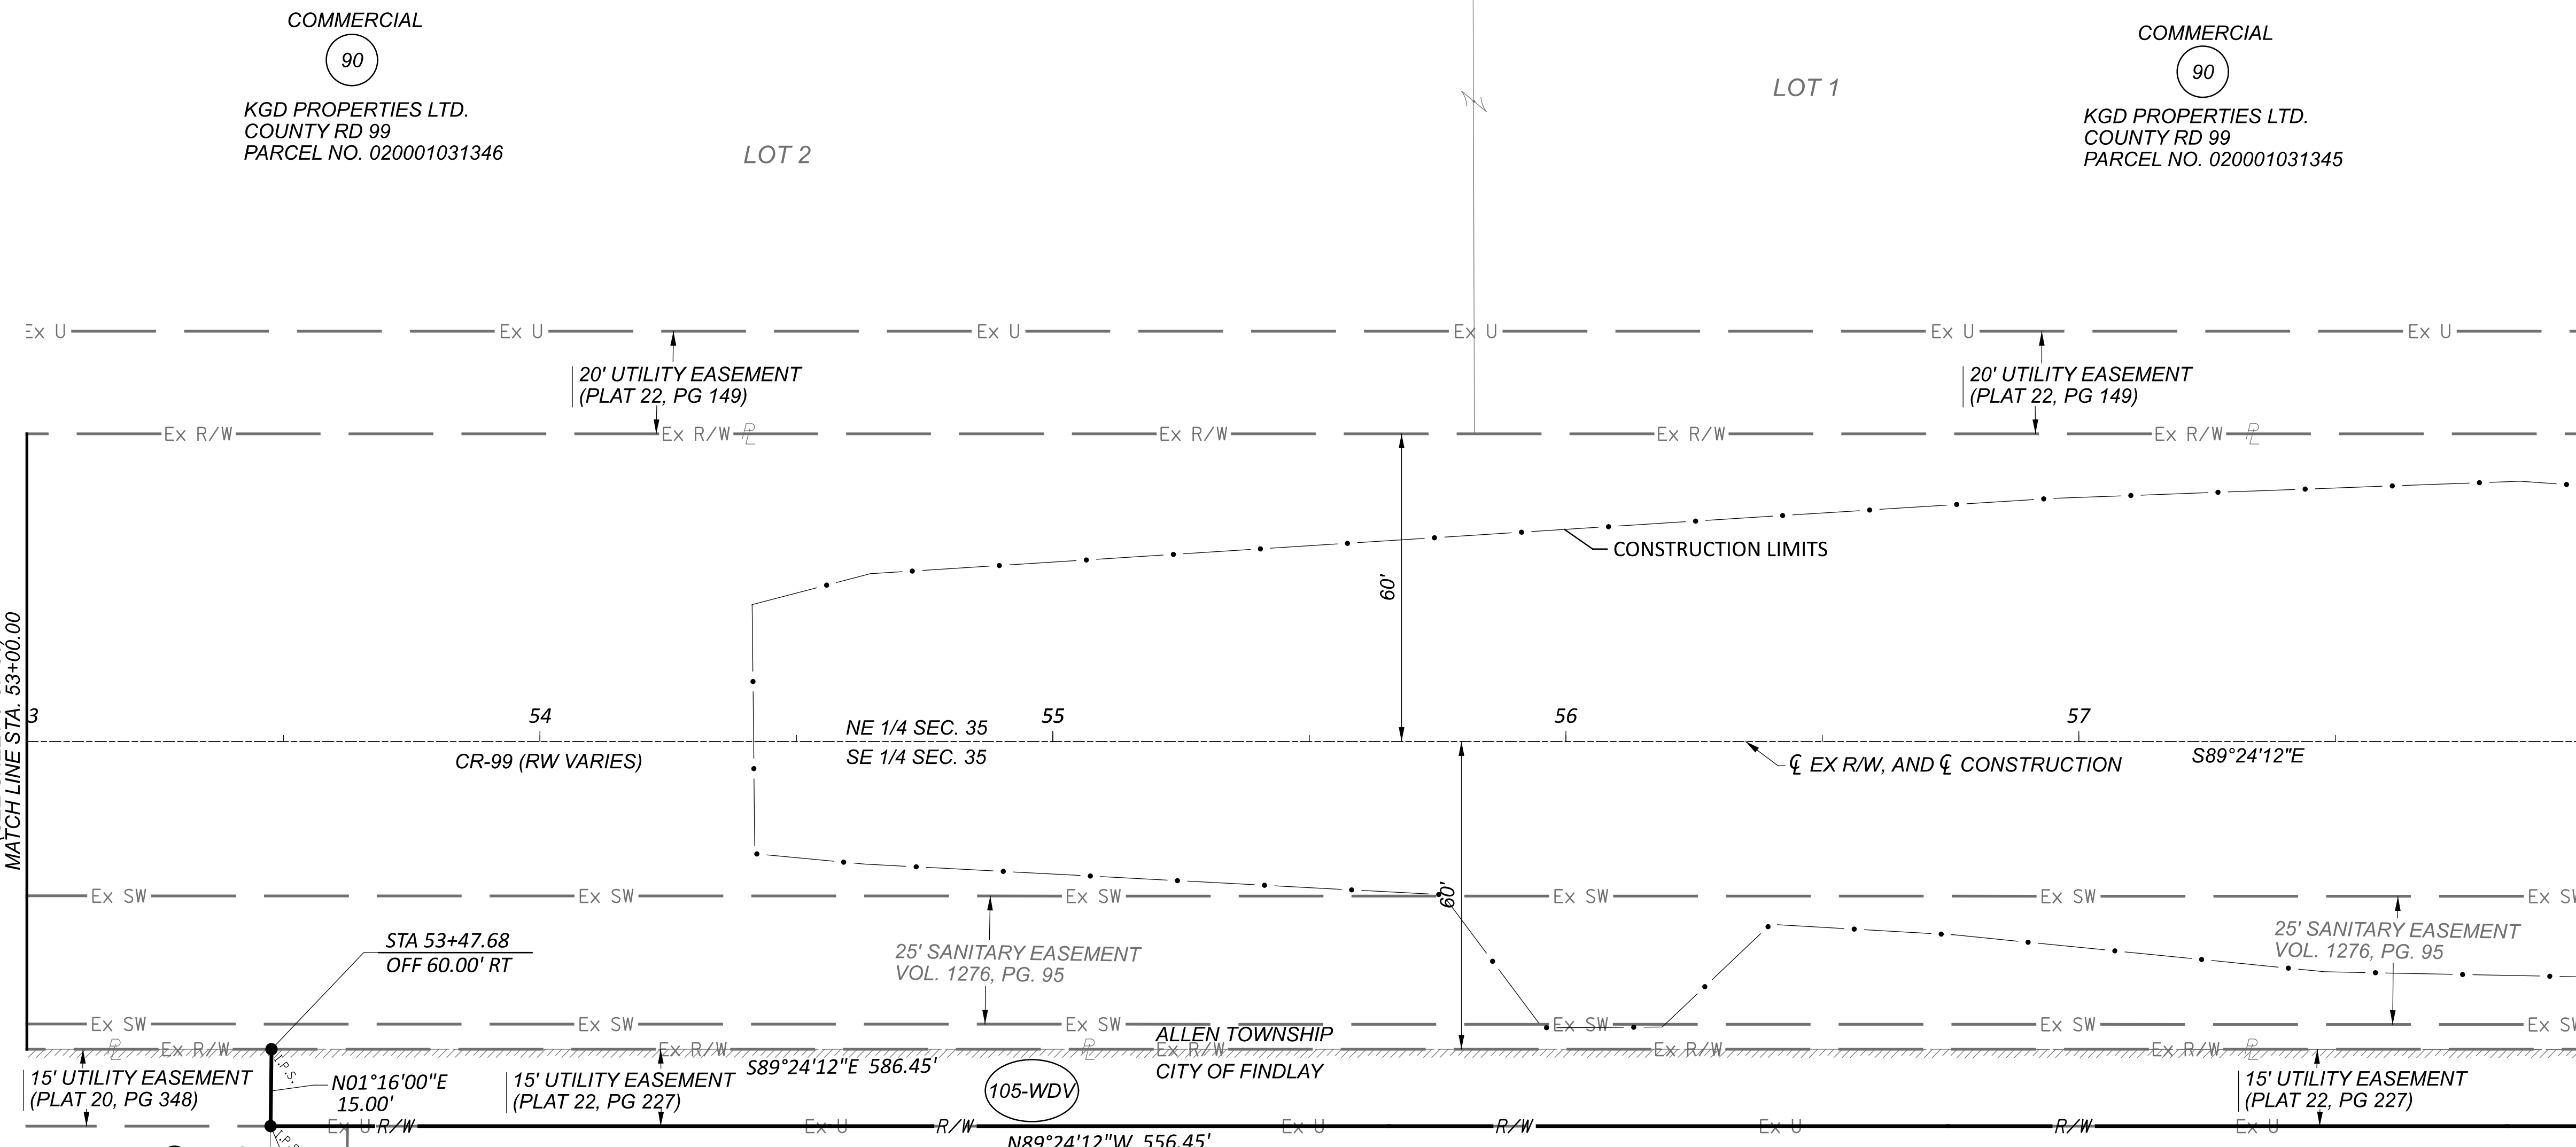 COMMERCIAL
90
KGD PROPERTIES LTD.
COUNTY RD 99
PARCEL NO. 020001031346
LOT 2
LOT 1
COMMERCIAL
90
KGD PROPERTIES LTD.
COUNTY RD 99
PARCEL NO. 020001031345
Ex U Ex U Ex U Ex U Ex U Ex U
20' UTILITY EASEMENT
(PLAT 22, PG 149)
20' UTILITY EASEMENT
(PLAT 22, PG 149)
Ex R/W Ex R/W PL Ex R/W Ex R/W Ex R/W PL
CONSTRUCTION LIMITS
60'
MATCH LINE STA. 53+00.00
3 54 55 56 57
NE 1/4 SEC. 35
SE 1/4 SEC. 35
CR-99 (RW VARIES)
℄ EX R/W, AND ℄ CONSTRUCTION
S89°24'12"E
60'
Ex SW Ex SW Ex SW Ex SW Ex SW Ex SW
STA 53+47.68
OFF 60.00' RT
25' SANITARY EASEMENT
VOL. 1276, PG. 95
25' SANITARY EASEMENT
VOL. 1276, PG. 95
Ex SW Ex SW Ex SW Ex SW Ex SW Ex SW
ALLEN TOWNSHIP
PL Ex R/W Ex R/W PL Ex R/W Ex R/W Ex R/W PL
CITY OF FINDLAY
I.P.S.
S89°24'12"E 586.45'
15' UTILITY EASEMENT
(PLAT 20, PG 348)
N01°16'00"E
15.00'
15' UTILITY EASEMENT
(PLAT 22, PG 227)
105-WDV
15' UTILITY EASEMENT
(PLAT 22, PG 227)
Ex U R/W Ex U R/W Ex U R/W Ex U R/W Ex U
I.P.S.
N89°24'12"W 556.45'